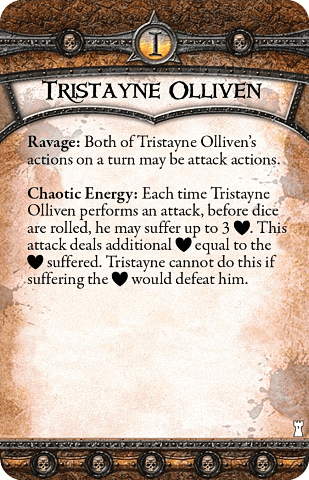 I
Tristayne Olliven
Ravage: Both of Tristayne Olliven's
actions on a turn may be attack actions.
Chaotic Energy: Each time Tristayne
Olliven performs an attack, before dice
are rolled, he may suffer up to 3 ♥. This
attack deals additional ♥ equal to the
♥ suffered. Tristayne cannot do this if
suffering the ♥ would defeat him.